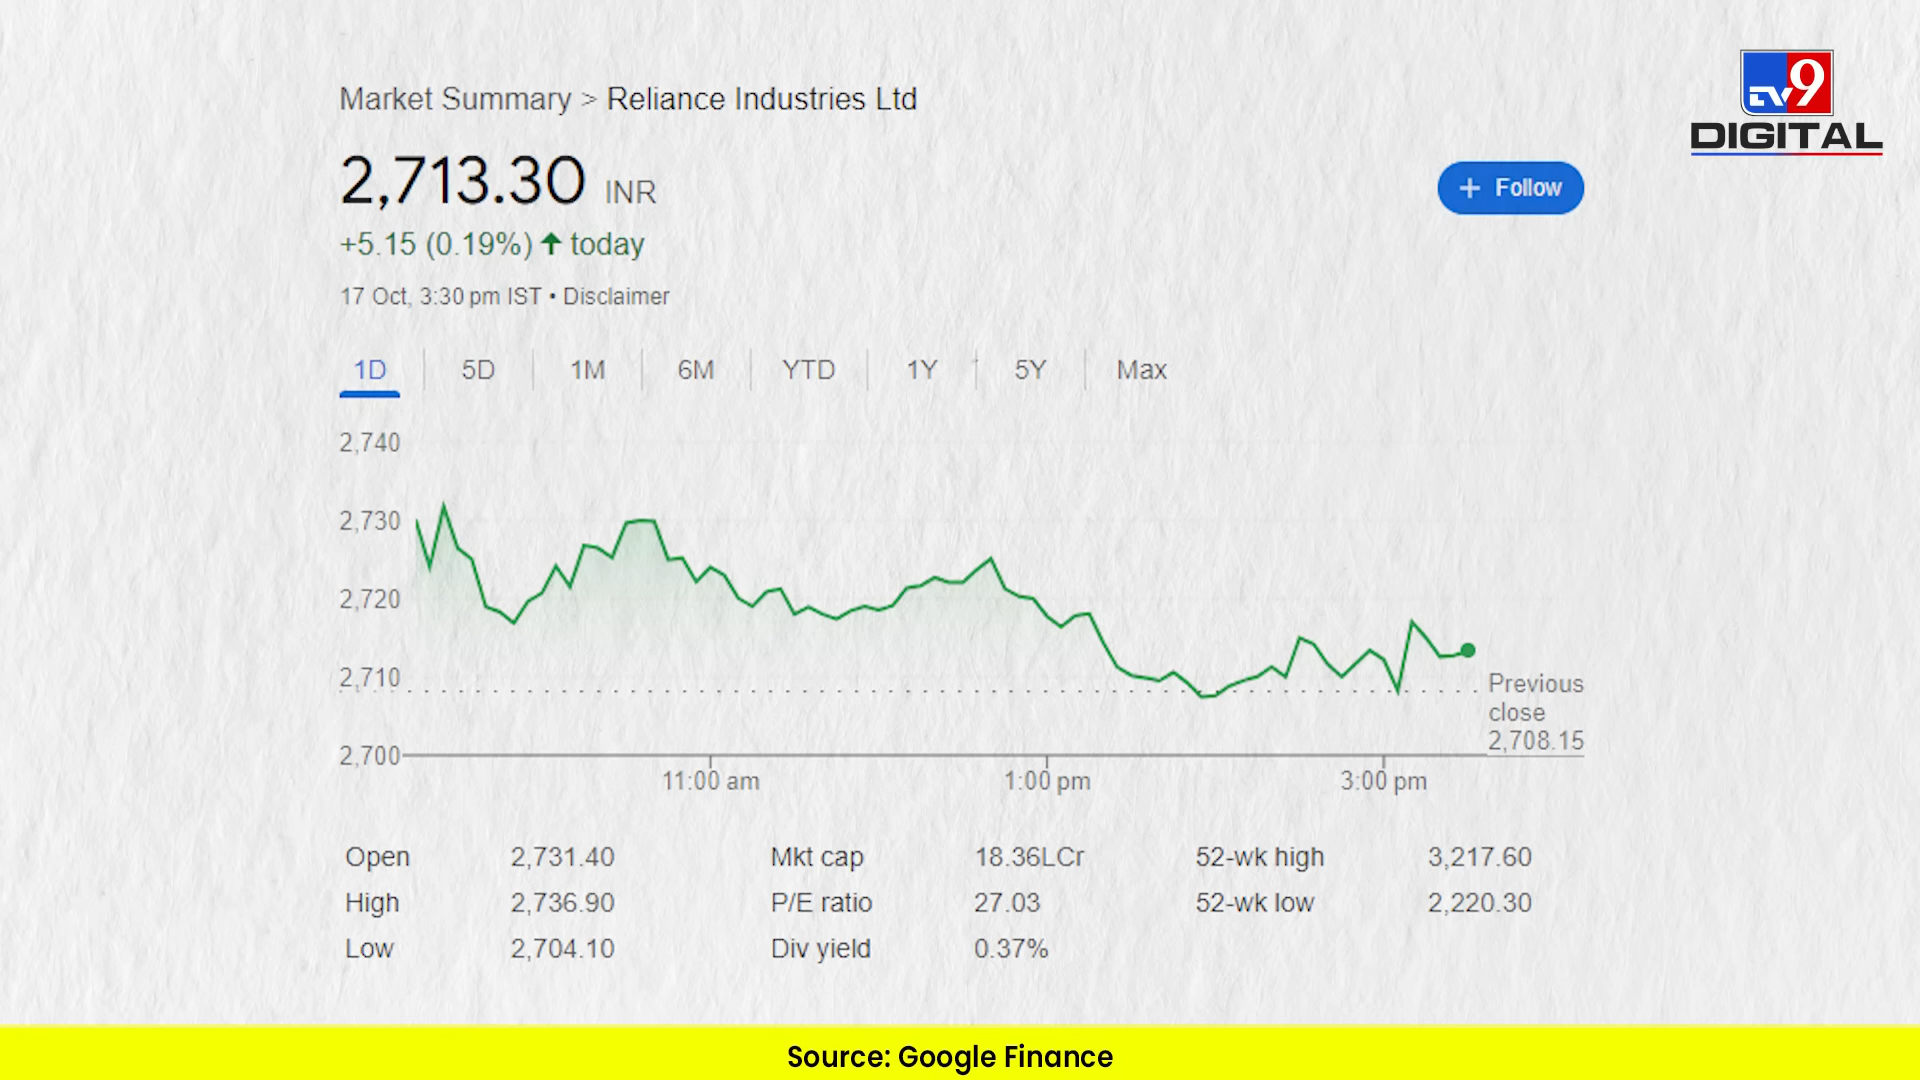 TV9
DIGITAL
Market Summary > Reliance Industries Ltd
2,713.30 INR
+ Follow
+5.15 (0.19%) ↑ today
17 Oct, 3:30 pm IST • Disclaimer
1D 5D 1M 6M YTD 1Y 5Y Max
2,740
2,730
2,720
2,710
Previous
close
2,708.15
2,700
11:00 am 1:00 pm 3:00 pm
Open 2,731.40 Mkt cap 18.36LCr 52-wk high 3,217.60
High 2,736.90 P/E ratio 27.03 52-wk low 2,220.30
Low 2,704.10 Div yield 0.37%
Source: Google Finance